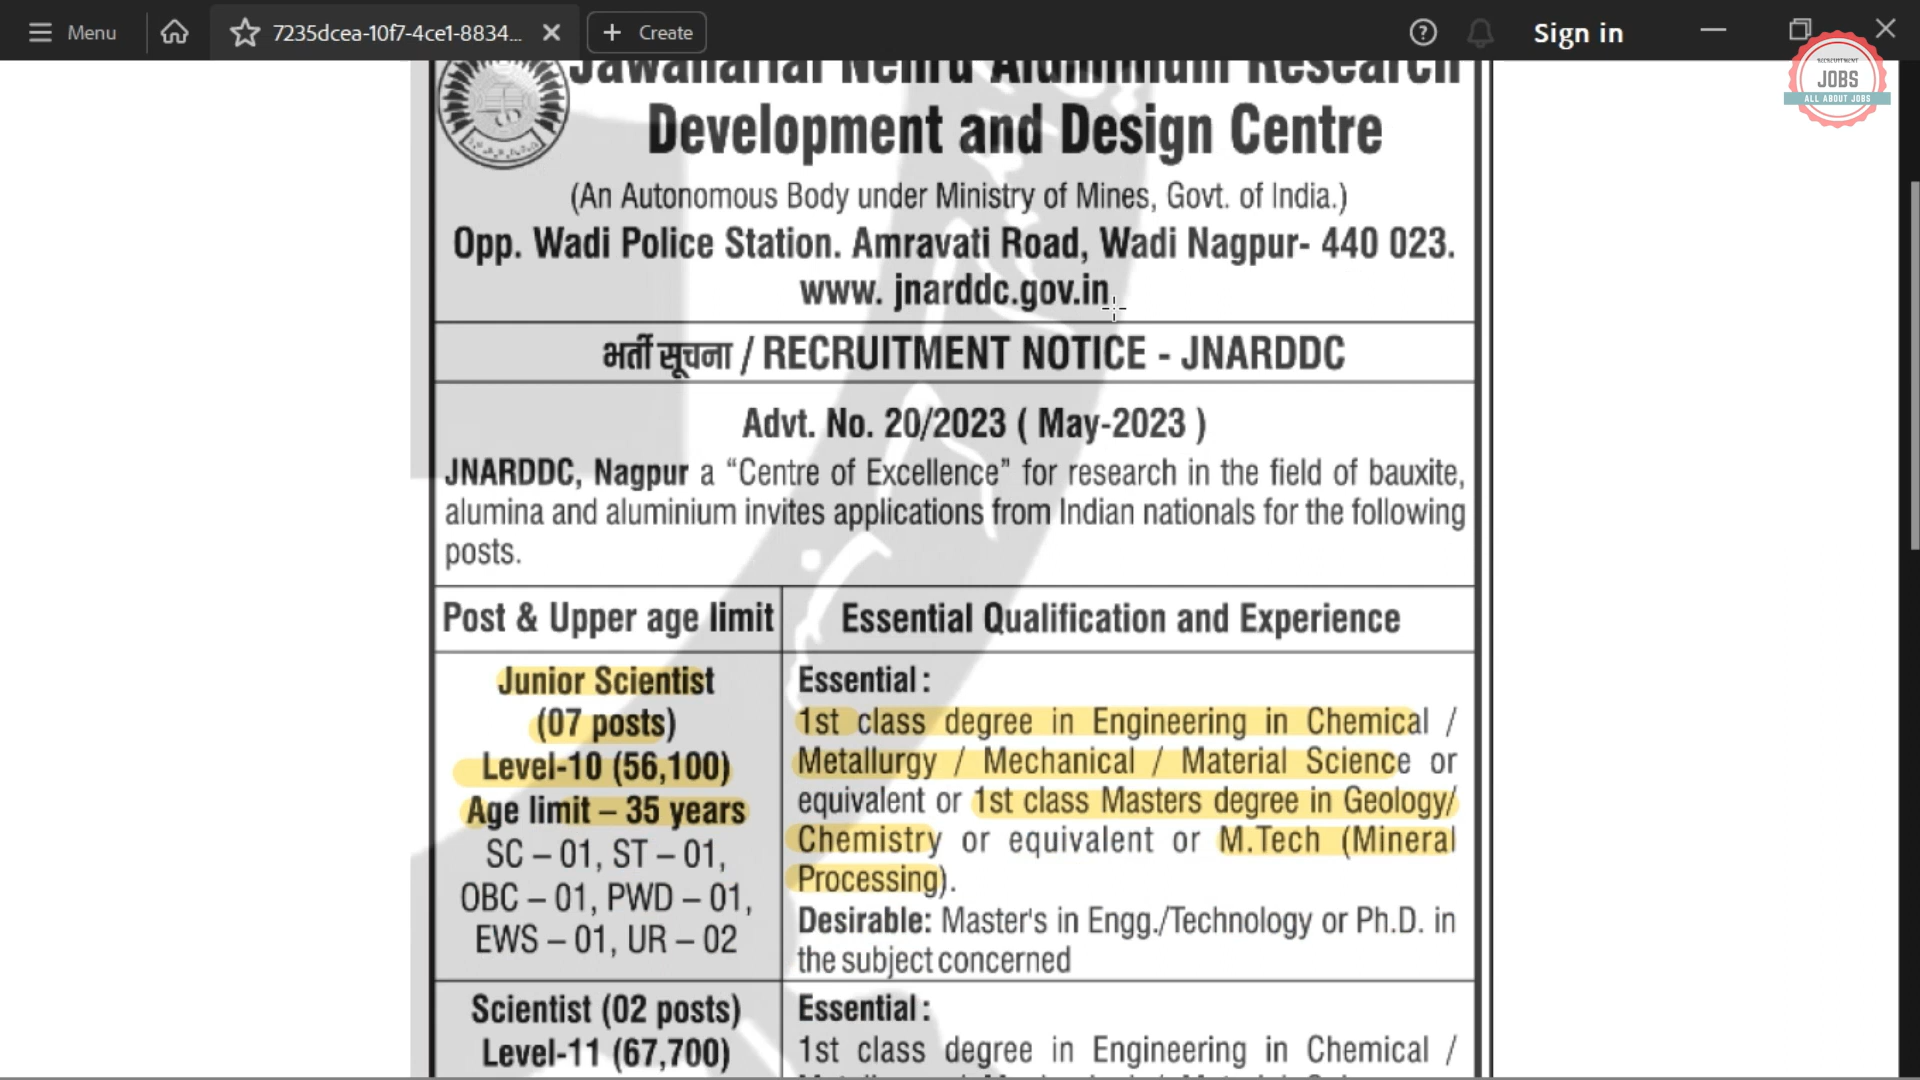 Menu
7235dcea-10f7-4ce1-8834...
Create
Sign in
RECRUITMENT
JOBS
ALL ABOUT JOBS
Jawaharlal Nehru Aluminium Research
Development and Design Centre
(An Autonomous Body under Ministry of Mines, Govt. of India.)
Opp. Wadi Police Station. Amravati Road, Wadi Nagpur- 440 023.
www. jnarddc.gov.in
भर्ती सूचना / RECRUITMENT NOTICE - JNARDDC
Advt. No. 20/2023 ( May-2023 )
JNARDDC, Nagpur a “Centre of Excellence” for research in the field of bauxite,
alumina and aluminium invites applications from Indian nationals for the following
posts.
Post & Upper age limit
Essential Qualification and Experience
Junior Scientist
(07 posts)
Level-10 (56,100)
Age limit – 35 years
SC – 01, ST – 01,
OBC – 01, PWD – 01,
EWS – 01, UR – 02
Essential :
1st class degree in Engineering in Chemical /
Metallurgy / Mechanical / Material Science or
equivalent or 1st class Masters degree in Geology/
Chemistry or equivalent or M.Tech (Mineral
Processing).
Desirable: Master's in Engg./Technology or Ph.D. in
the subject concerned
Scientist (02 posts)
Level-11 (67,700)
Essential :
1st class degree in Engineering in Chemical /